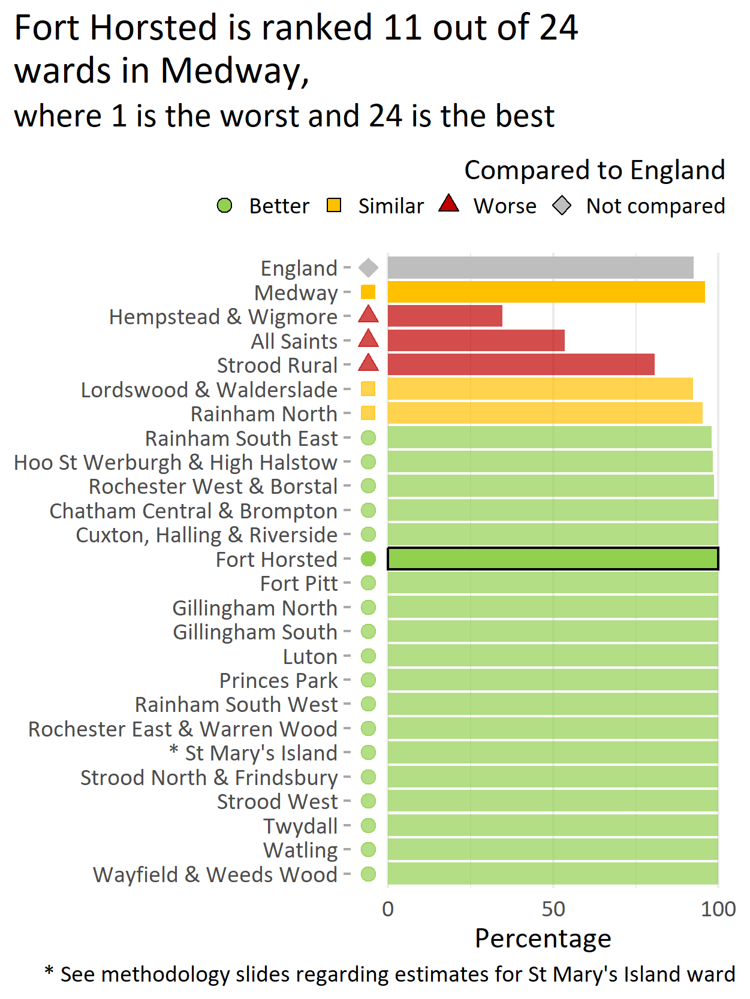 Fort Horsted is ranked 11 out of 24
wards in Medway,
where 1 is the worst and 24 is the best
Compared to England
Better Similar Worse Not compared
England
Medway
Hempstead & Wigmore
All Saints
Strood Rural
Lordswood & Walderslade
Rainham North
Rainham South East
Hoo St Werburgh & High Halstow
Rochester West & Borstal
Chatham Central & Brompton
Cuxton, Halling & Riverside
Fort Horsted
Fort Pitt
Gillingham North
Gillingham South
Luton
Princes Park
Rainham South West
Rochester East & Warren Wood
* St Mary's Island
Strood North & Frindsbury
Strood West
Twydall
Watling
Wayfield & Weeds Wood
0 50 100
Percentage
* See methodology slides regarding estimates for St Mary's Island ward